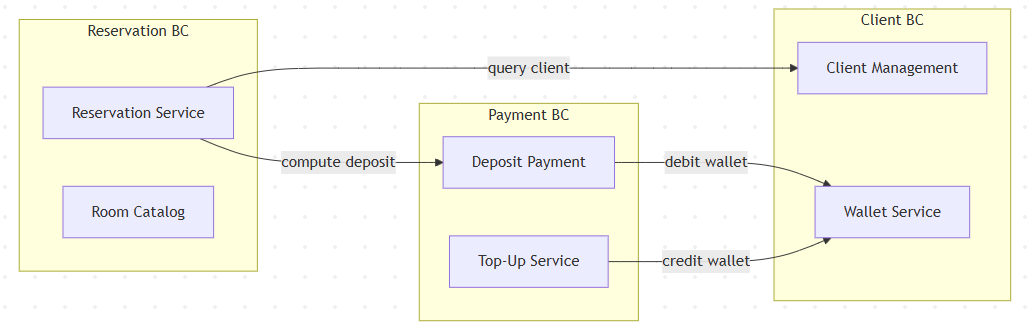 Reservation BC
Reservation Service
Room Catalog
query client
compute deposit
Payment BC
Deposit Payment
Top-Up Service
debit wallet
credit wallet
Client BC
Client Management
Wallet Service